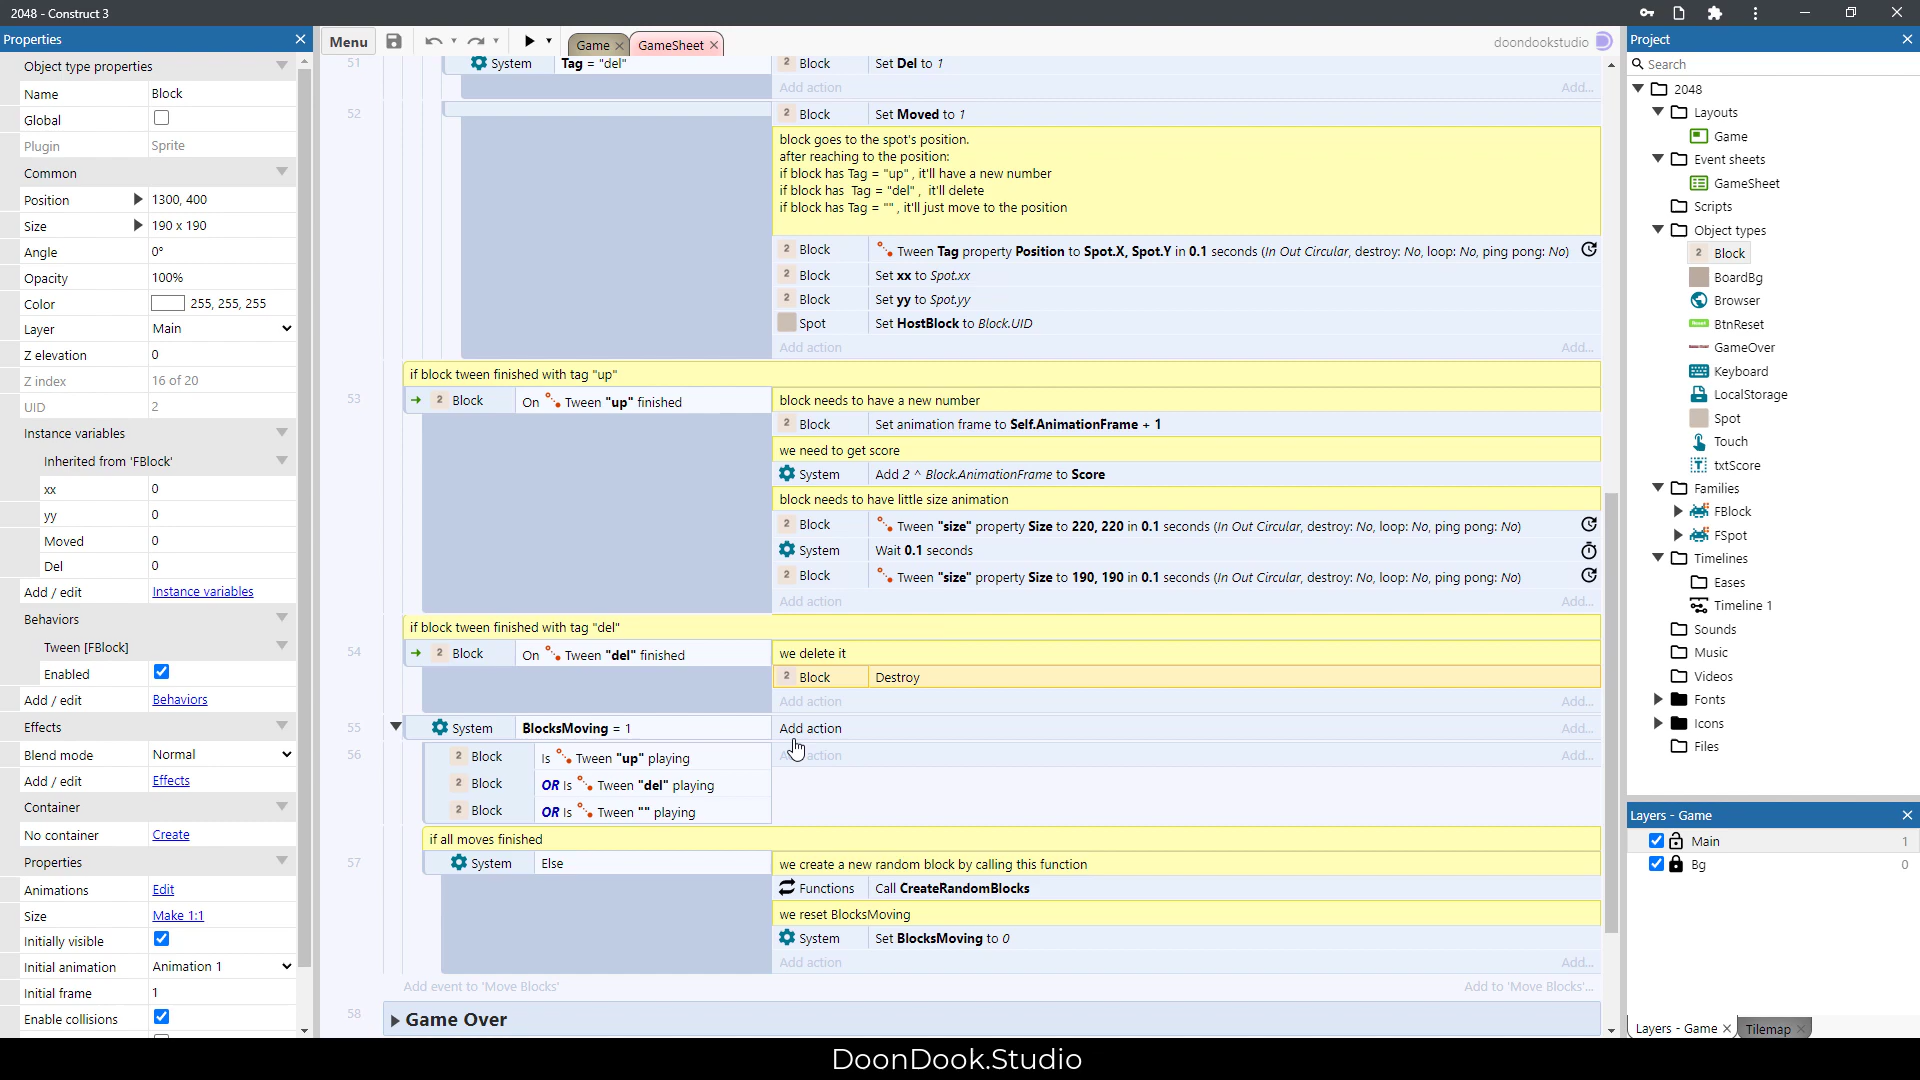 2048 - Construct 3
Properties
Object type properties
Name Block
Global
Plugin Sprite
Common
Position 1300, 400
Size 190 x 190
Angle 0°
Opacity 100%
Color 255, 255, 255
Layer Main
Z elevation 0
Z index 16 of 20
UID 2
Instance variables
Inherited from 'FBlock'
xx 0
yy 0
Moved 0
Del 0
Add / edit Instance variables
Behaviors
Tween [FBlock]
Enabled
Add / edit Behaviors
Effects
Blend mode Normal
Add / edit Effects
Container
No container Create
Properties
Animations Edit
Size Make 1:1
Initially visible
Initial animation Animation 1
Initial frame 1
Enable collisions
Menu
Game
GameSheet
doondookstudio
51 System Tag = "del" 2 Block Set Del to 1
Add action Add...
52 2 Block Set Moved to 1
block goes to the spot's position.
after reaching to the position:
if block has Tag = "up" , it'll have a new number
if block has Tag = "del" , it'll delete
if block has Tag = "" , it'll just move to the position
2 Block Tween Tag property Position to Spot.X, Spot.Y in 0.1 seconds (In Out Circular, destroy: No, loop: No, ping pong: No)
2 Block Set xx to Spot.xx
2 Block Set yy to Spot.yy
Spot Set HostBlock to Block.UID
Add action Add...
if block tween finished with tag "up"
53 2 Block On Tween "up" finished block needs to have a new number
2 Block Set animation frame to Self.AnimationFrame + 1
we need to get score
System Add 2 ^ Block.AnimationFrame to Score
block needs to have little size animation
2 Block Tween "size" property Size to 220, 220 in 0.1 seconds (In Out Circular, destroy: No, loop: No, ping pong: No)
System Wait 0.1 seconds
2 Block Tween "size" property Size to 190, 190 in 0.1 seconds (In Out Circular, destroy: No, loop: No, ping pong: No)
Add action Add...
if block tween finished with tag "del"
54 2 Block On Tween "del" finished we delete it
2 Block Destroy
Add action Add...
55 System BlocksMoving = 1 Add action Add...
56 2 Block Is Tween "up" playing Add action Add...
2 Block OR Is Tween "del" playing
2 Block OR Is Tween "" playing
if all moves finished
57 System Else we create a new random block by calling this function
Functions Call CreateRandomBlocks
we reset BlocksMoving
System Set BlocksMoving to 0
Add action Add...
Add event to 'Move Blocks' Add to 'Move Blocks'...
58 Game Over
Project
Search
2048
Layouts
Game
Event sheets
GameSheet
Scripts
Object types
2 Block
BoardBg
Browser
BtnReset
GameOver
Keyboard
LocalStorage
Spot
Touch
txtScore
Families
FBlock
FSpot
Timelines
Eases
Timeline 1
Sounds
Music
Videos
Fonts
Icons
Files
Layers - Game
Main 1
Bg 0
Layers - Game
Tilemap
DoonDook.Studio